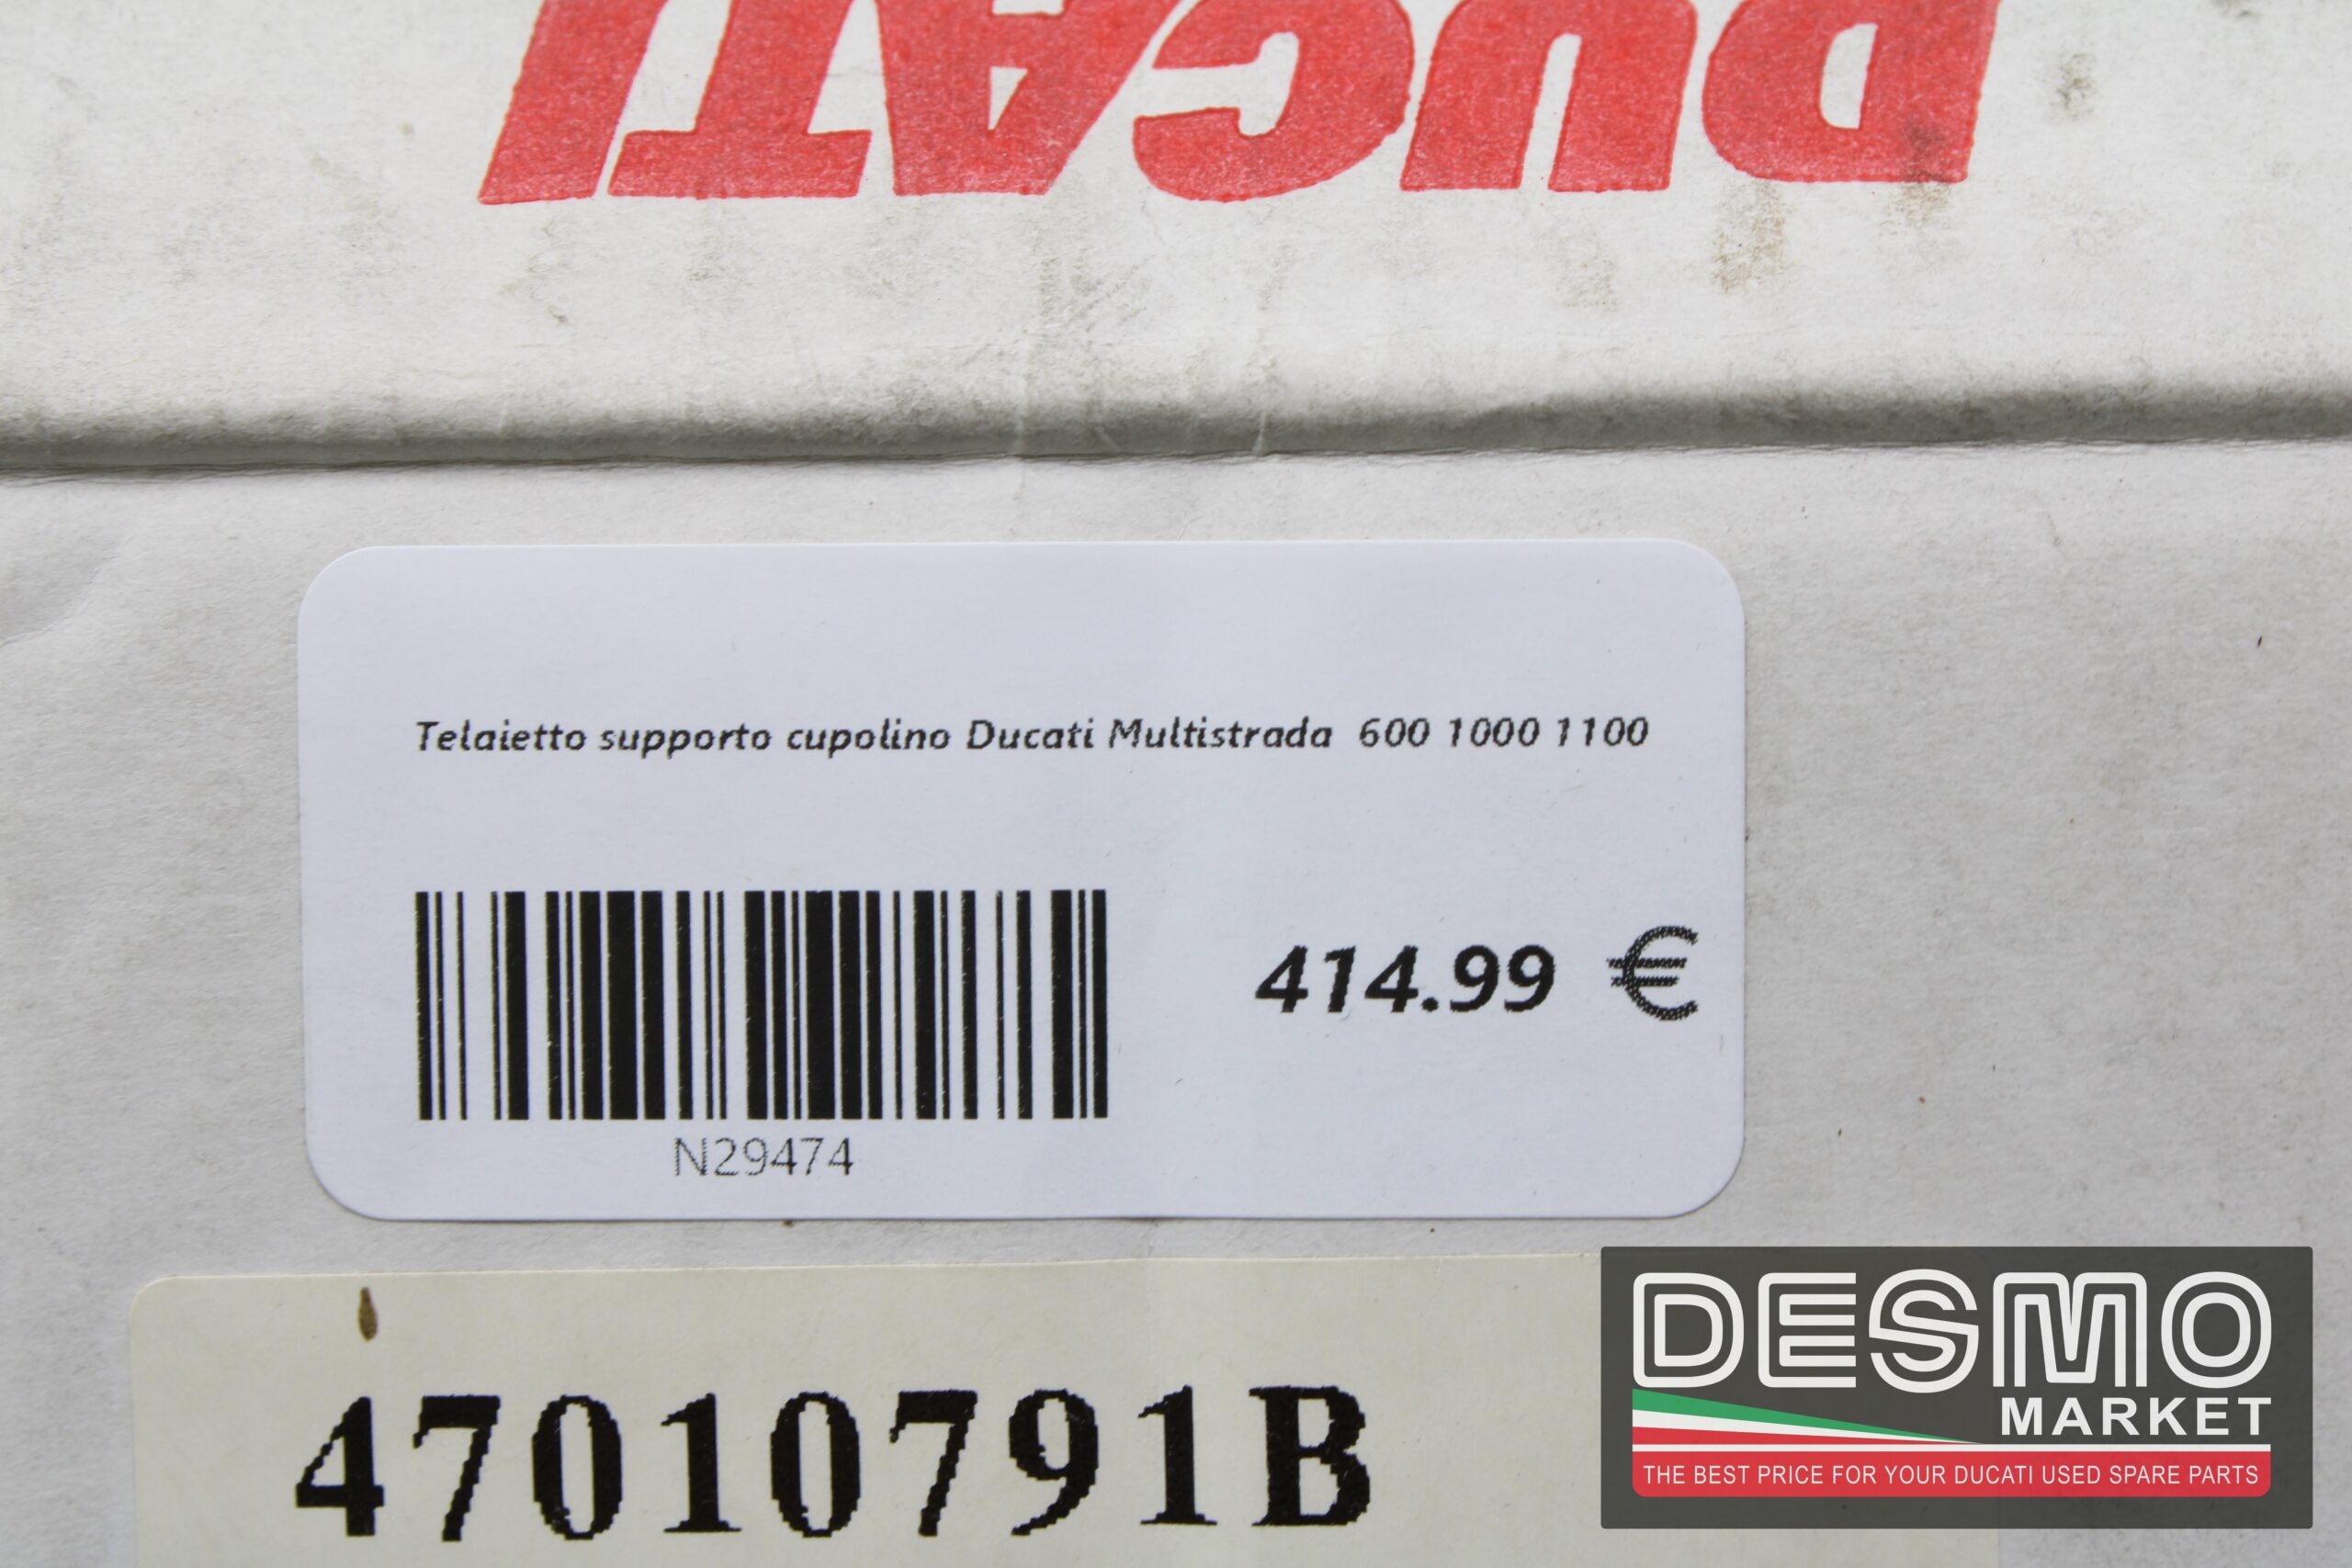 DUCATI
Telaietto supporto cupolino Ducati Multistrada  600 1000 1100
414.99 €
N29474
47010791B
DESMO
MARKET
THE BEST PRICE FOR YOUR DUCATI USED SPARE PARTS